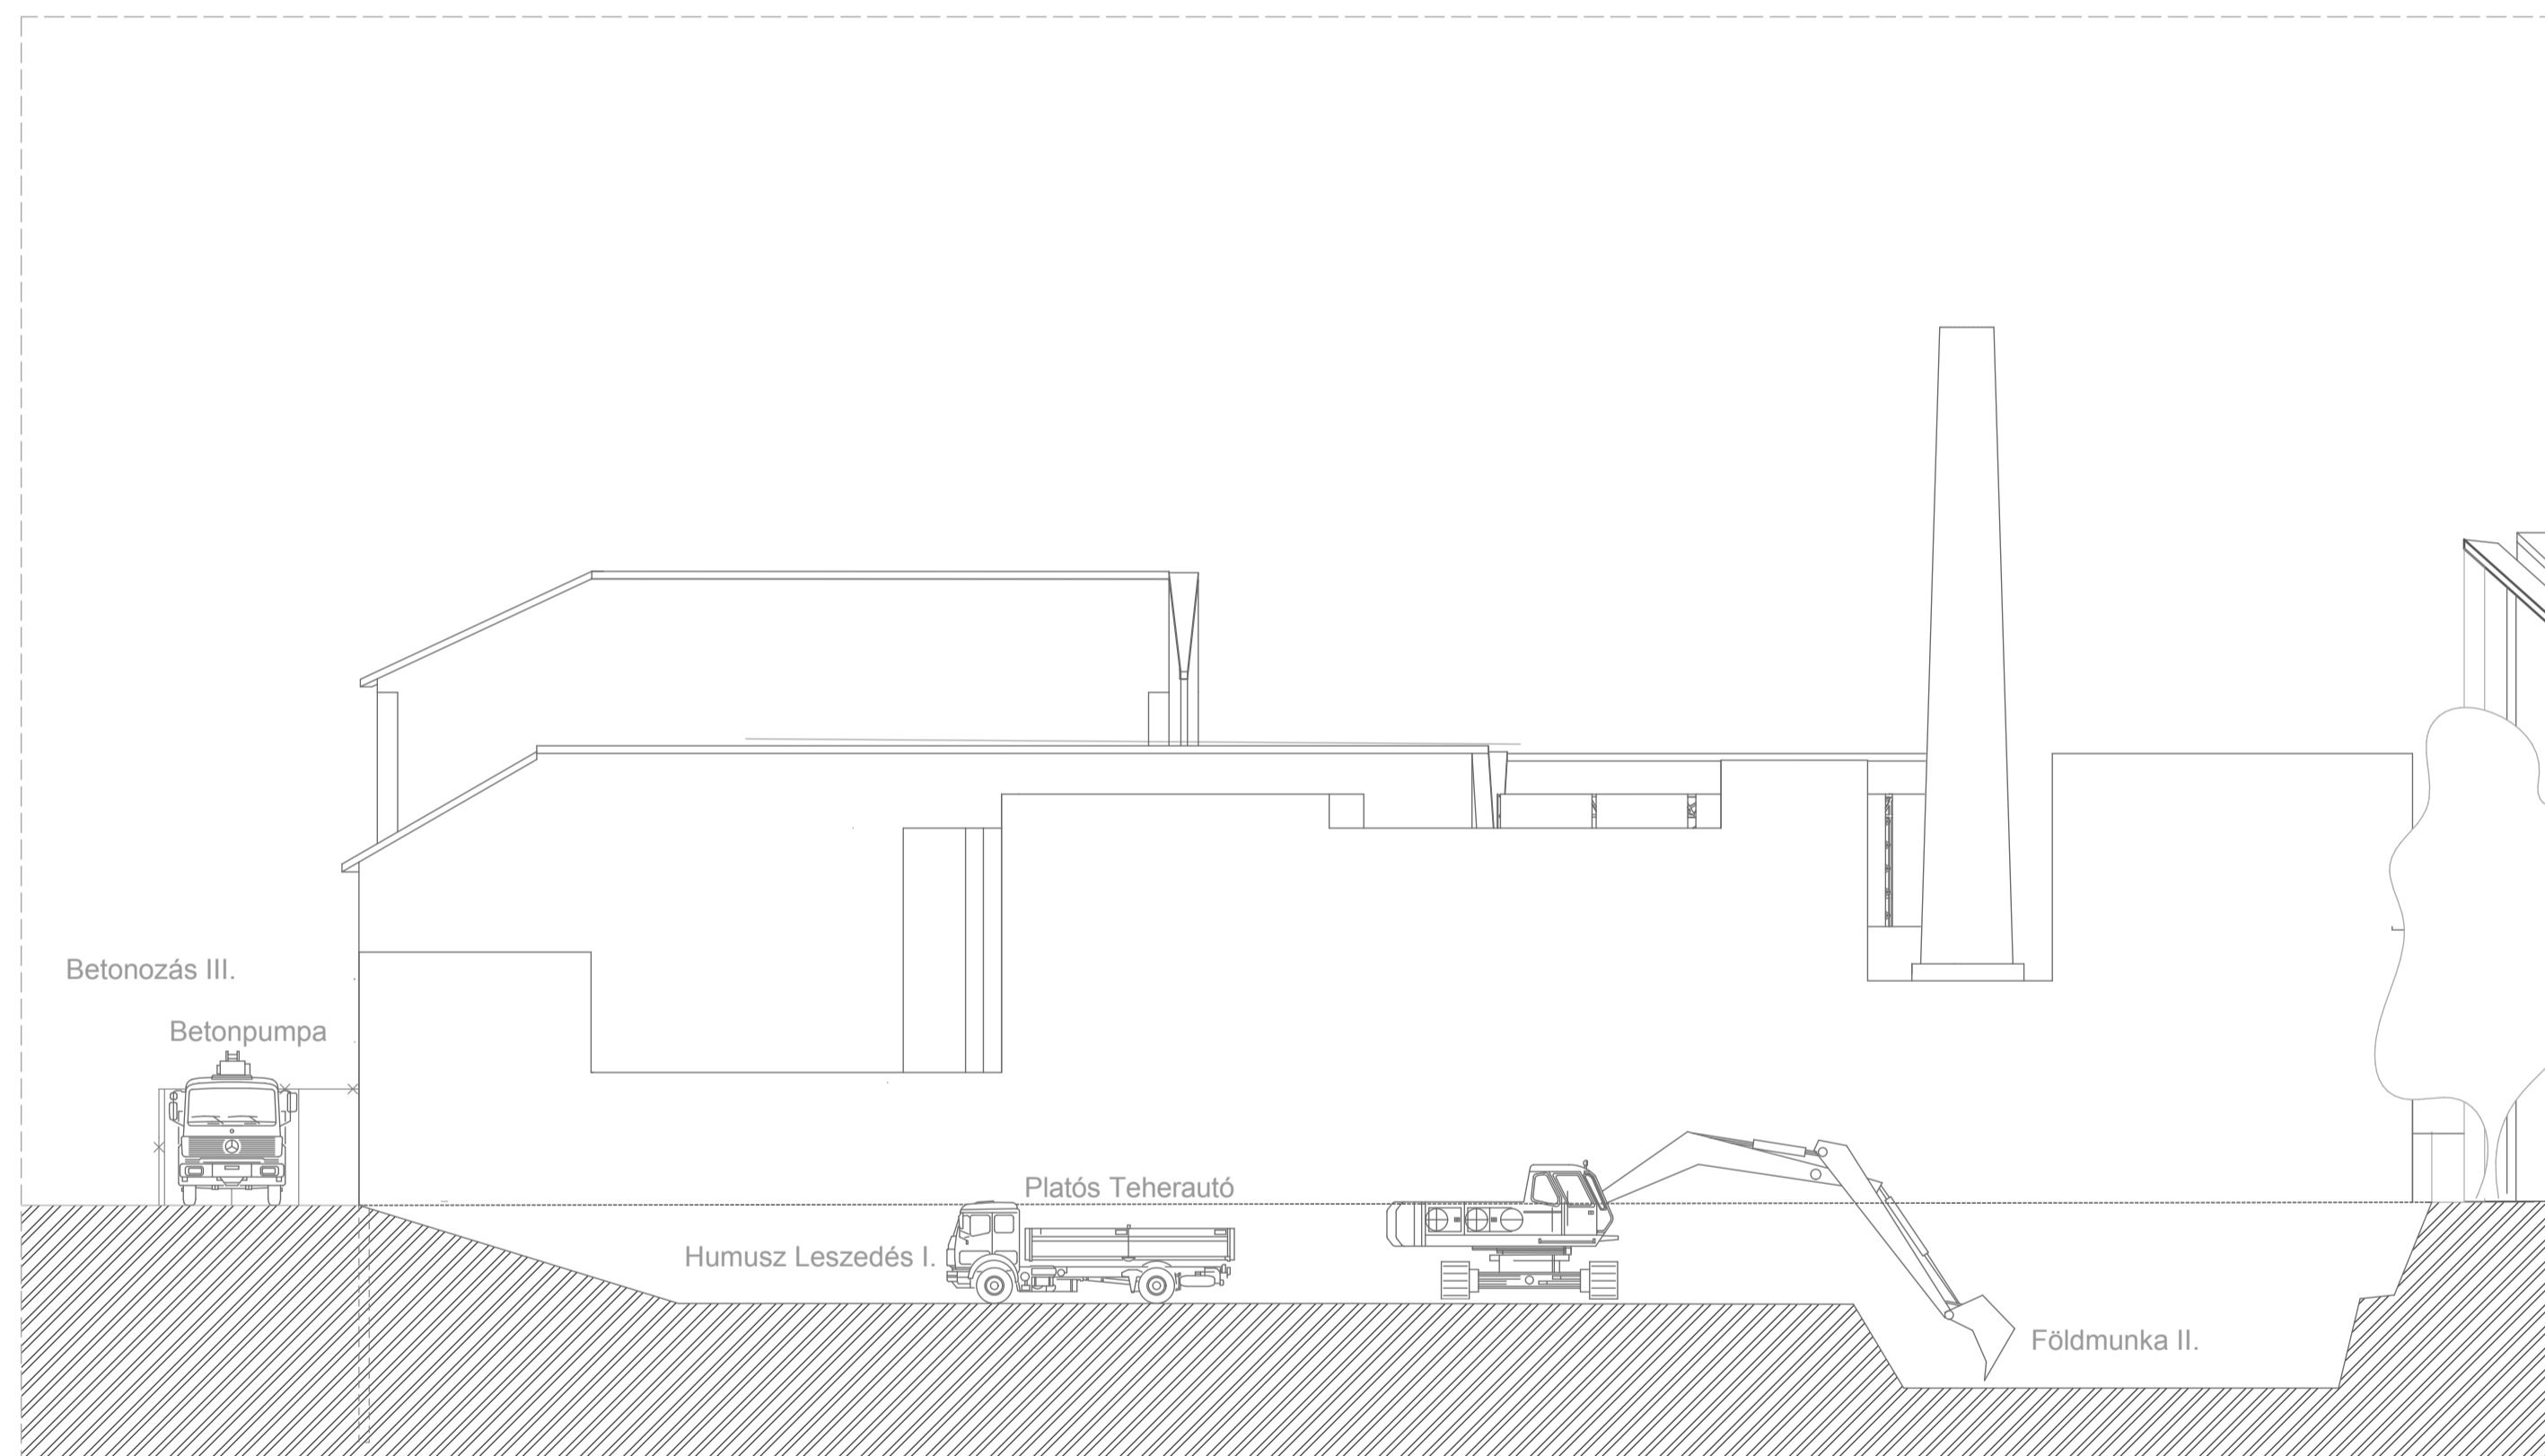 Betonozás III.
Betonpumpa
Platós Teherautó
Humusz Leszedés I.
Földmunka II.